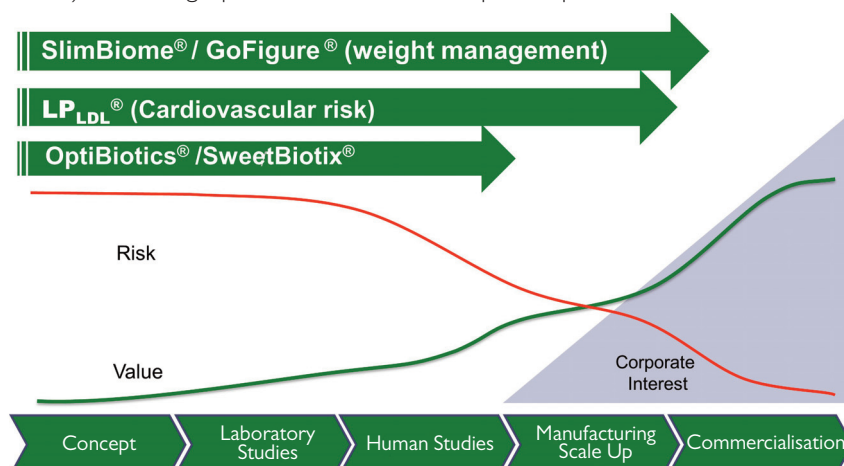 SlimBiome® / GoFigure® (weight management)
LPLDL® (Cardiovascular risk)
OptiBiotics® /SweetBiotix®
Risk
Value
Corporate
Interest
Concept
Laboratory
Studies
Human Studies
Manufacturing
Scale Up
Commercialisation